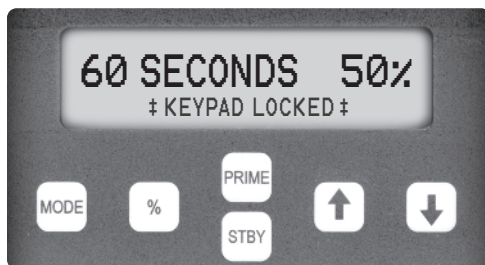 60 SECONDS 50%
‡ KEYPAD LOCKED ‡
PRIME
MODE %
STBY